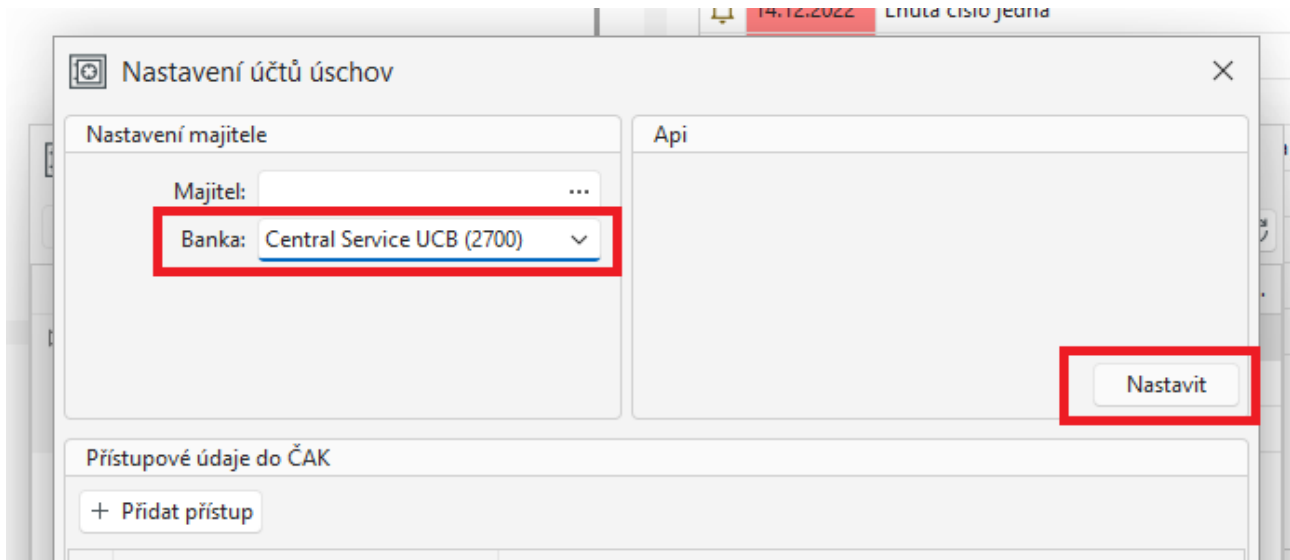 14.12.2022 Lhůta číslo jedna
Nastavení účtů úschov
Nastavení majitele
Api
Majitel: ...
Banka: Central Service UCB (2700)
Nastavit
Přístupové údaje do ČAK
+ Přidat přístup